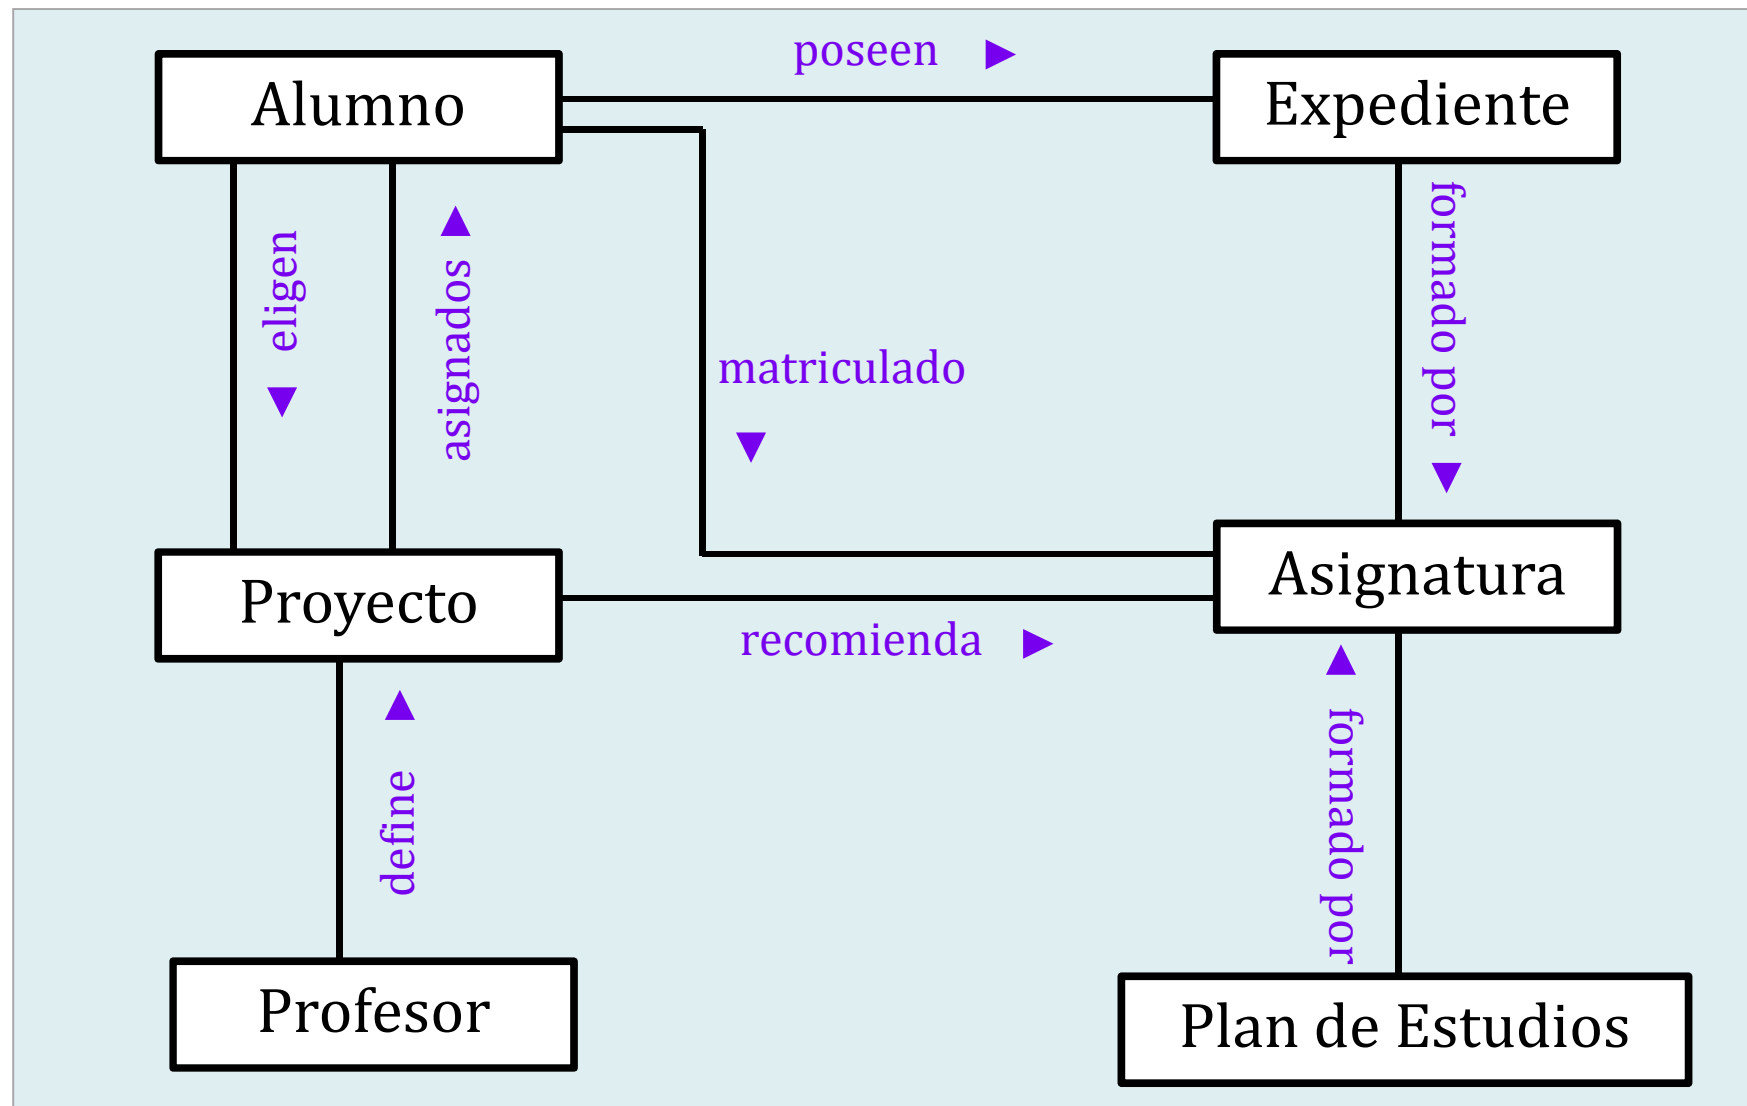 Alumno
poseen
Expediente
eligen
asignados
matriculado
formado por
Proyecto
Asignatura
recomienda
define
formado por
Profesor
Plan de Estudios